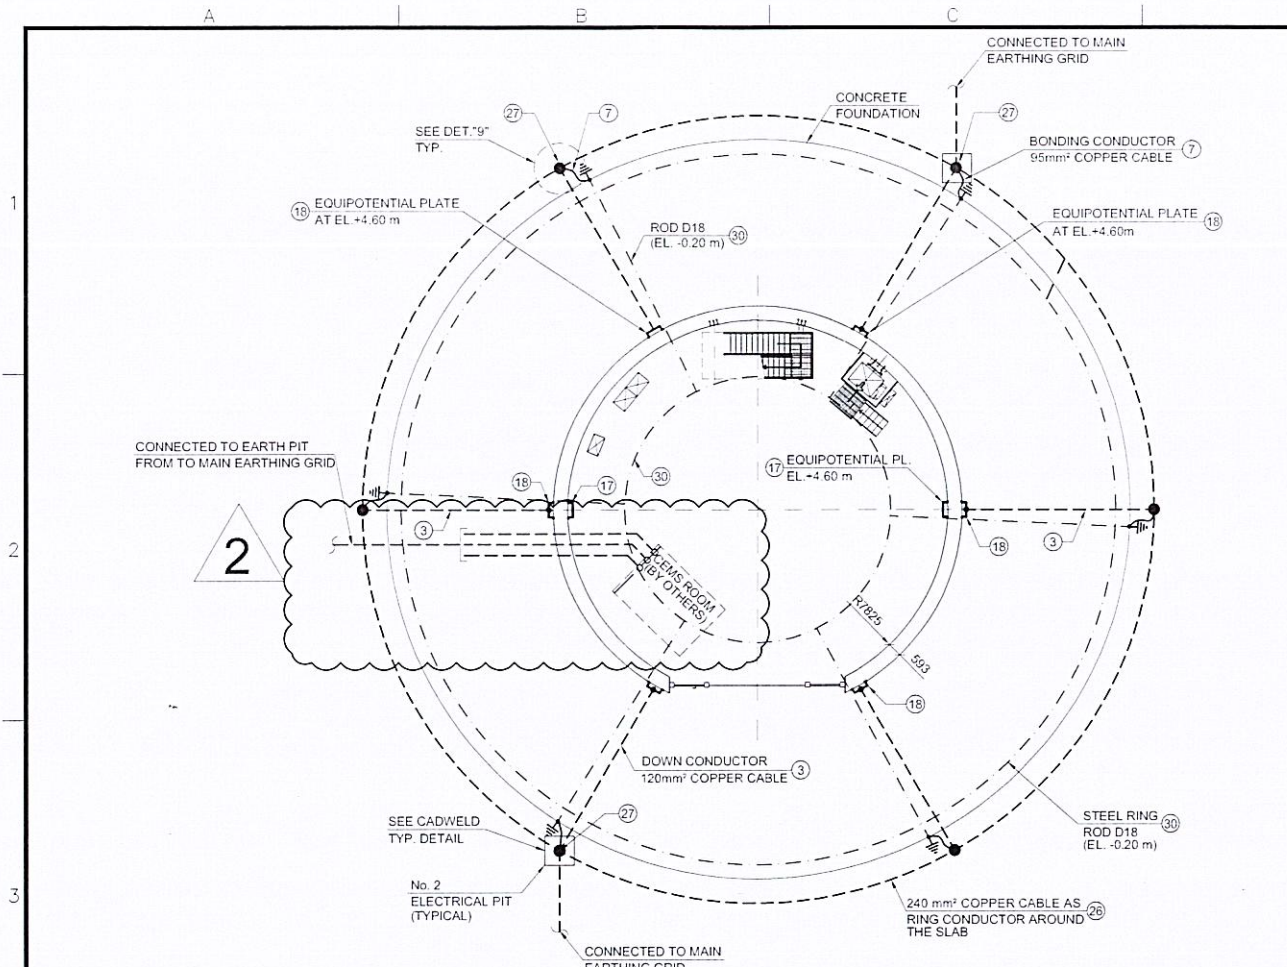 A B C
CONNECTED TO MAIN
EARTHING GRID
CONCRETE
FOUNDATION
27
7
27
SEE DET."9"
TYP.
BONDING CONDUCTOR
95mm² COPPER CABLE 7
1
18 EQUIPOTENTIAL PLATE
AT EL.+4.60 m
EQUIPOTENTIAL PLATE
AT EL.+4.60m 18
ROD D18
(EL. -0.20 m) 30
CONNECTED TO EARTH PIT
FROM TO MAIN EARTHING GRID
17 EQUIPOTENTIAL PL.
EL.+4.60 m
30
18
17
3
18
3
2
2
CEMS ROOM
(BY OTHERS)
R7825
593
18
DOWN CONDUCTOR
120mm² COPPER CABLE 3
27
SEE CADWELD
TYP. DETAIL
STEEL RING
ROD D18
(EL. -0.20 m) 30
No. 2
ELECTRICAL PIT
(TYPICAL)
3
240 mm² COPPER CABLE AS
RING CONDUCTOR AROUND
THE SLAB 26
CONNECTED TO MAIN
EARTHING GRID